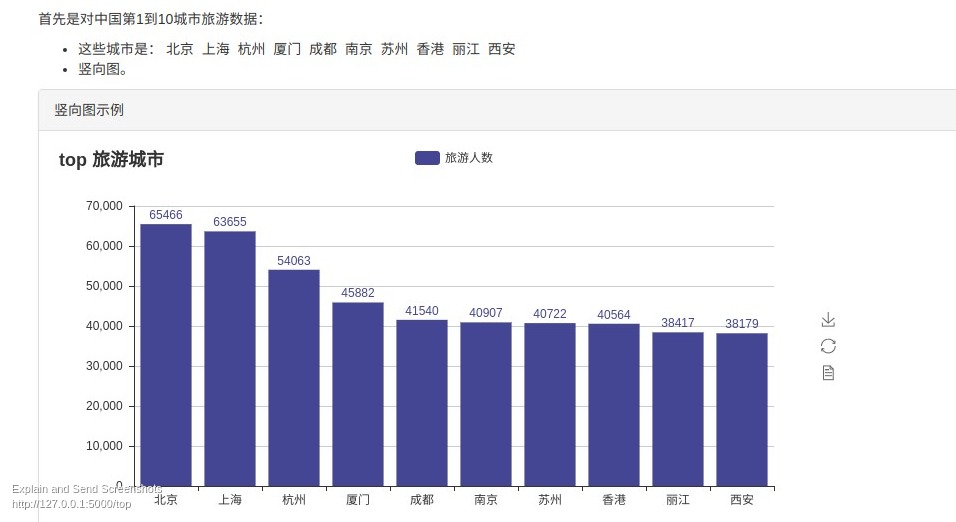 首先是对中国第1到10城市旅游数据：
这些城市是： 北京 上海 杭州 厦门 成都 南京 苏州 香港 丽江 西安
竖向图。
竖向图示例
top 旅游城市
旅游人数
70,000
60,000
50,000
40,000
30,000
20,000
10,000
0
65466
63655
54063
45882
41540
40907
40722
40564
38417
38179
北京 上海 杭州 厦门 成都 南京 苏州 香港 丽江 西安
Explain and Send Screenshots
http://127.0.0.1:5000/top